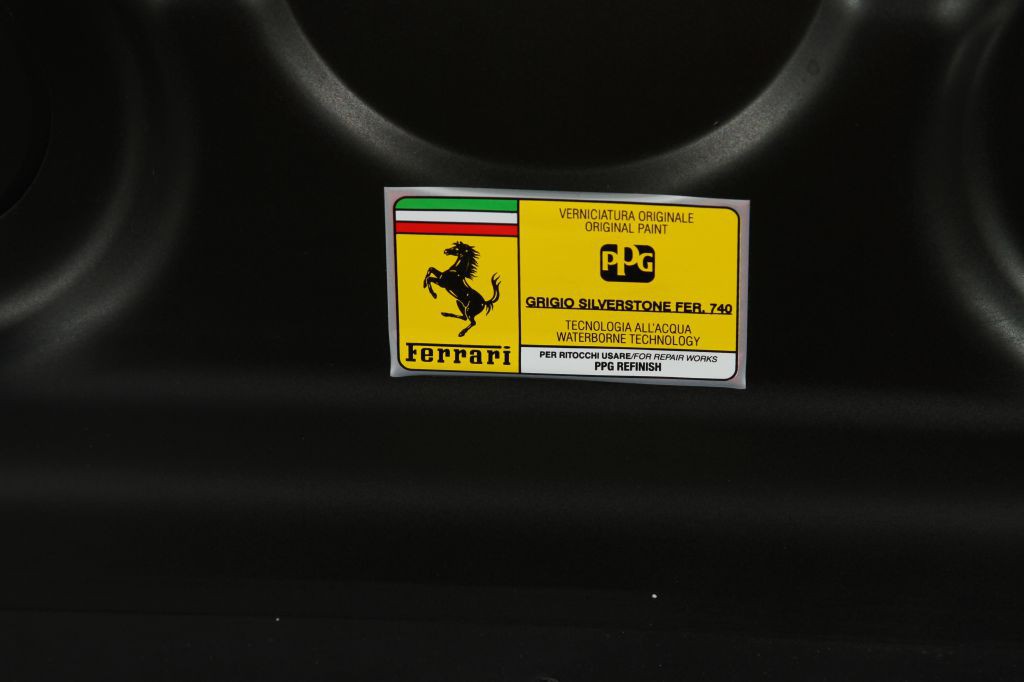 VERNICIATURA ORIGINALE
ORIGINAL PAINT
PPG
GRIGIO SILVERSTONE FER. 740
TECNOLOGIA ALL'ACQUA
WATERBORNE TECHNOLOGY
Ferrari
PER RITOCCHI USARE/FOR REPAIR WORKS
PPG REFINISH